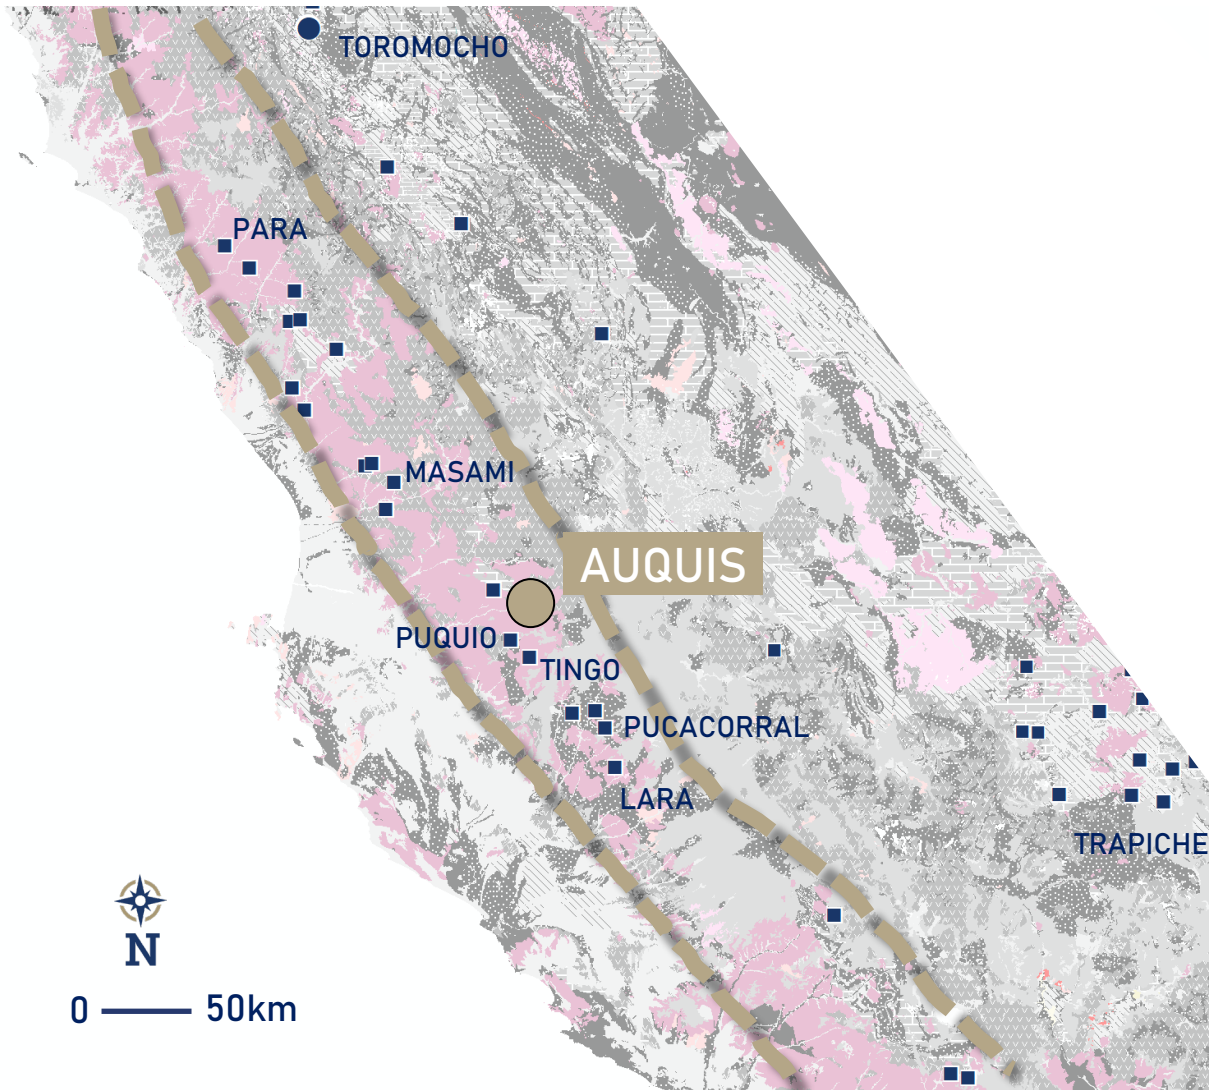 TOROMOCHO
PARA
MASAMI
AUQUIS
PUQUIO
TINGO
PUCACORRAL
LARA
TRAPICHE
N
0 50km